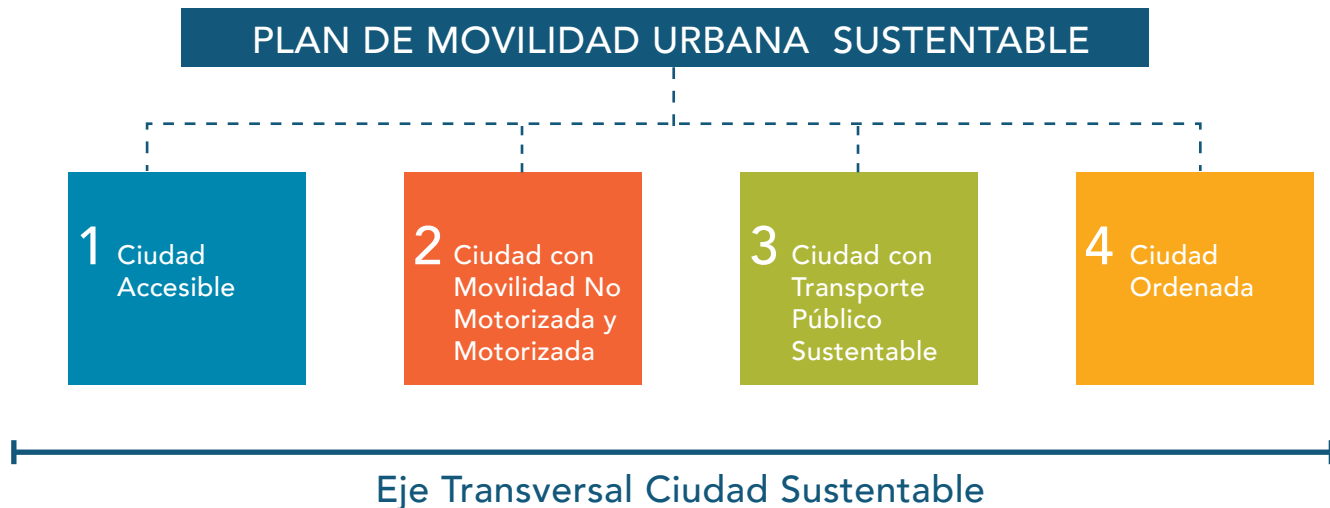 PLAN DE MOVILIDAD URBANA SUSTENTABLE
1 Ciudad
Accesible
2 Ciudad con
Movilidad No
Motorizada y
Motorizada
3 Ciudad con
Transporte
Público
Sustentable
4 Ciudad
Ordenada
Eje Transversal Ciudad Sustentable